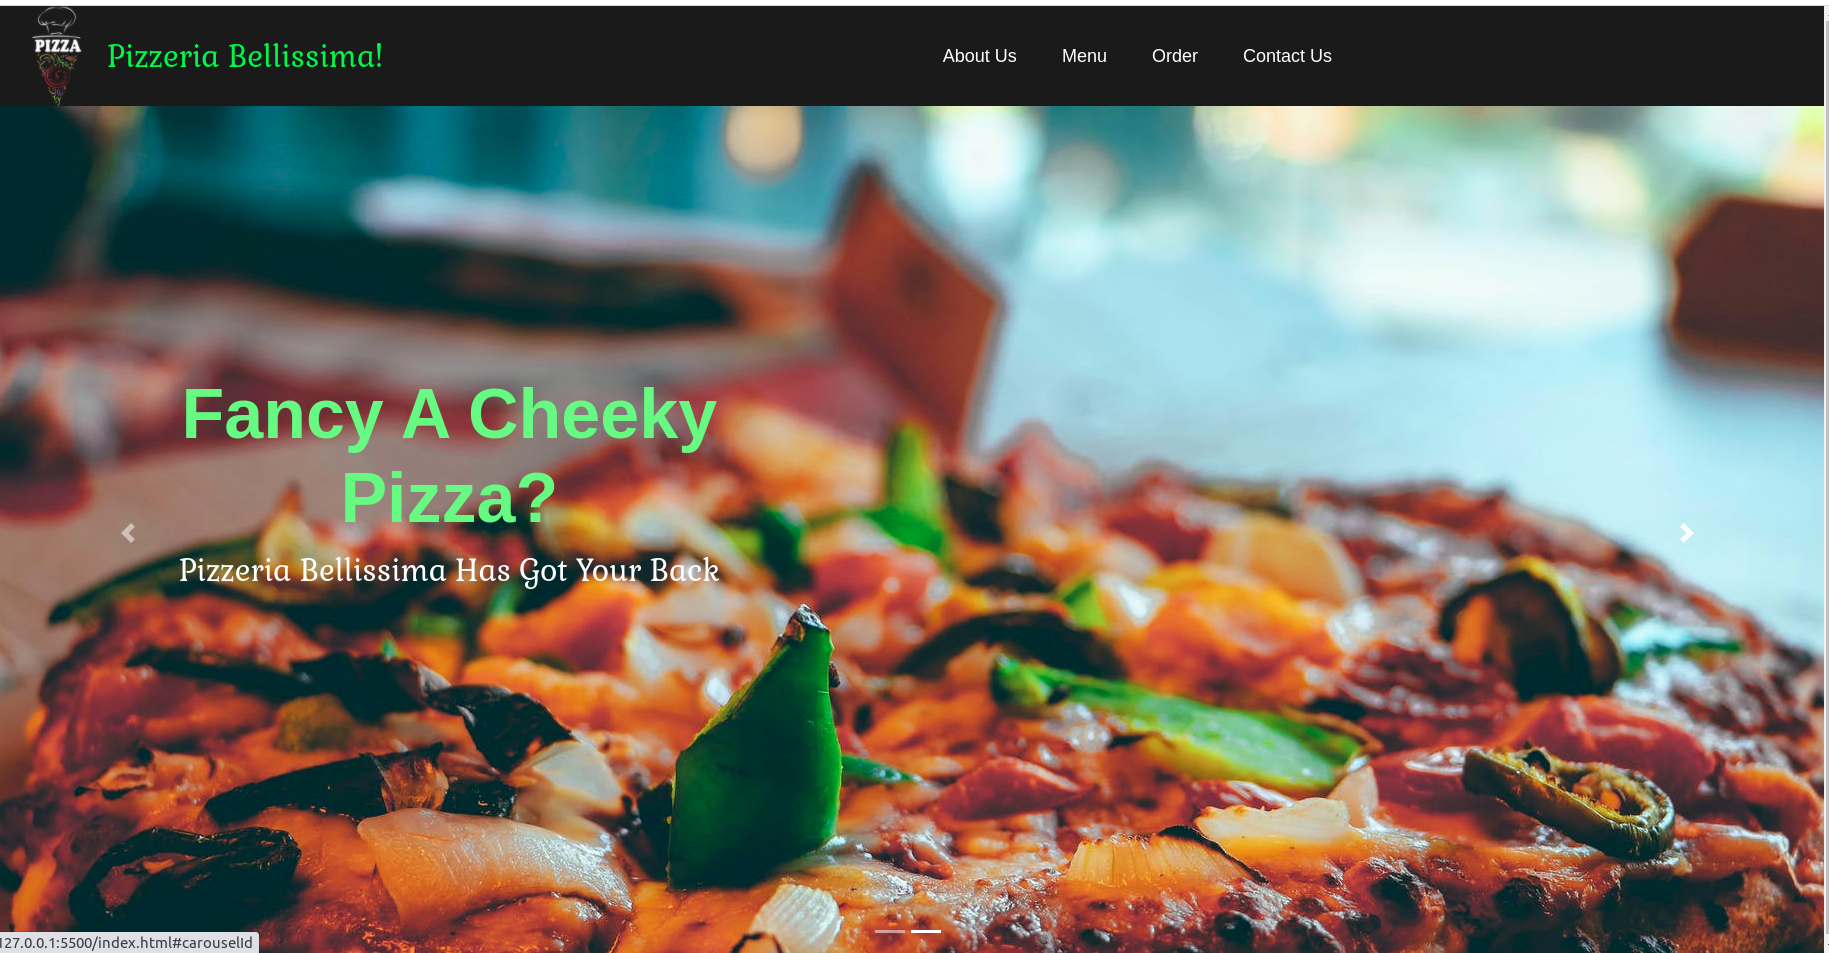 PIZZA
Pizzeria Bellissima!
About Us
Menu
Order
Contact Us
Fancy A Cheeky
Pizza?
Pizzeria Bellissima Has Got Your Back
127.0.0.1:5500/index.html#carouselId